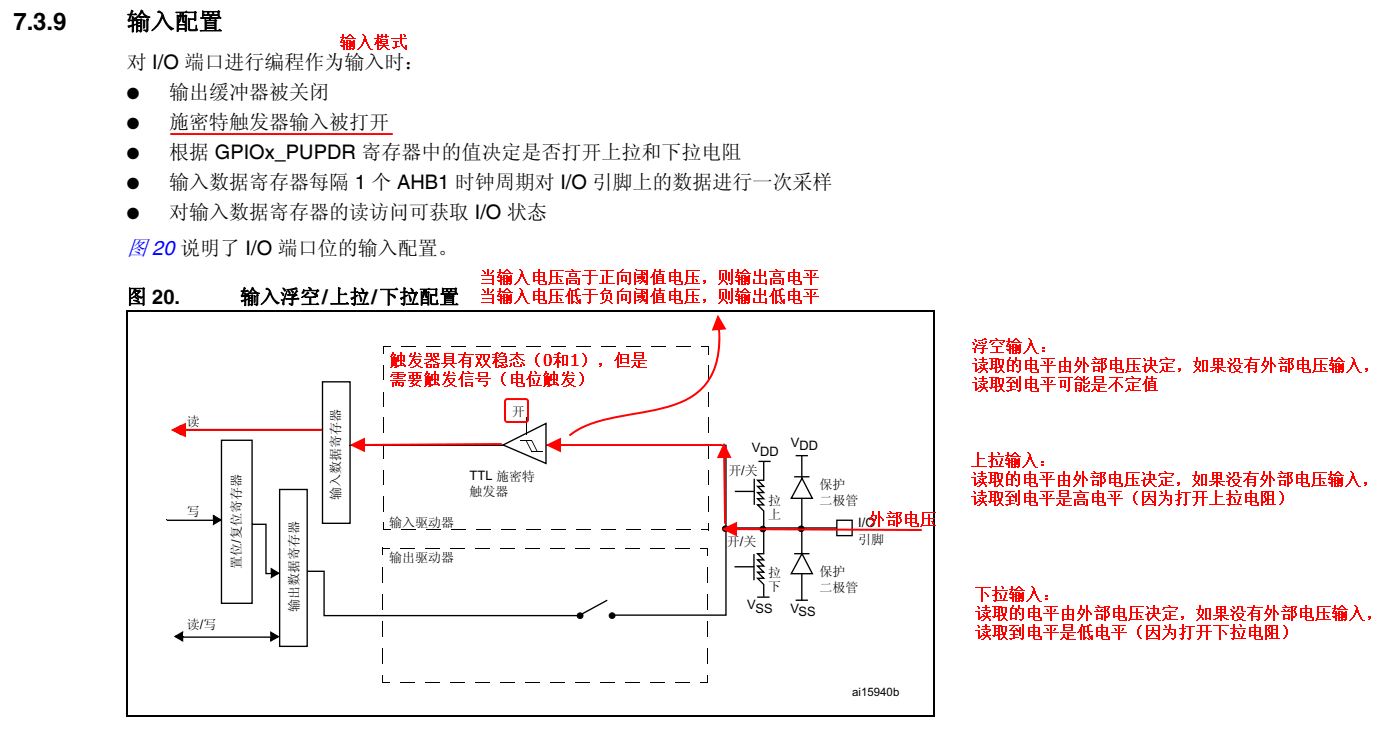 7.3.9 输入配置
输入模式
对 I/O 端口进行编程作为输入时：
● 输出缓冲器被关闭
● 施密特触发器输入被打开
● 根据 GPIOx_PUPDR 寄存器中的值决定是否打开上拉和下拉电阻
● 输入数据寄存器每隔 1 个 AHB1 时钟周期对 I/O 引脚上的数据进行一次采样
● 对输入数据寄存器的读访问可获取 I/O 状态
图 20 说明了 I/O 端口位的输入配置。
当输入电压高于正向阈值电压，则输出高电平
当输入电压低于负向阈值电压，则输出低电平
图 20. 输入浮空/上拉/下拉配置
触发器具有双稳态（0和1），但是
需要触发信号（电位触发）
开
读
写
读/写
置位/复位寄存器
输入数据寄存器
输出数据寄存器
TTL 施密特
触发器
输入驱动器
输出驱动器
VDD
VDD
开/关
拉
上
保护
二极管
I/O
引脚
外部电压
开/关
拉
下
保护
二极管
VSS
VSS
ai15940b
浮空输入：
读取的电平由外部电压决定，如果没有外部电压输入，
读取到电平可能是不定值
上拉输入：
读取的电平由外部电压决定，如果没有外部电压输入，
读取到电平是高电平（因为打开上拉电阻）
下拉输入：
读取的电平由外部电压决定，如果没有外部电压输入，
读取到电平是低电平（因为打开下拉电阻）